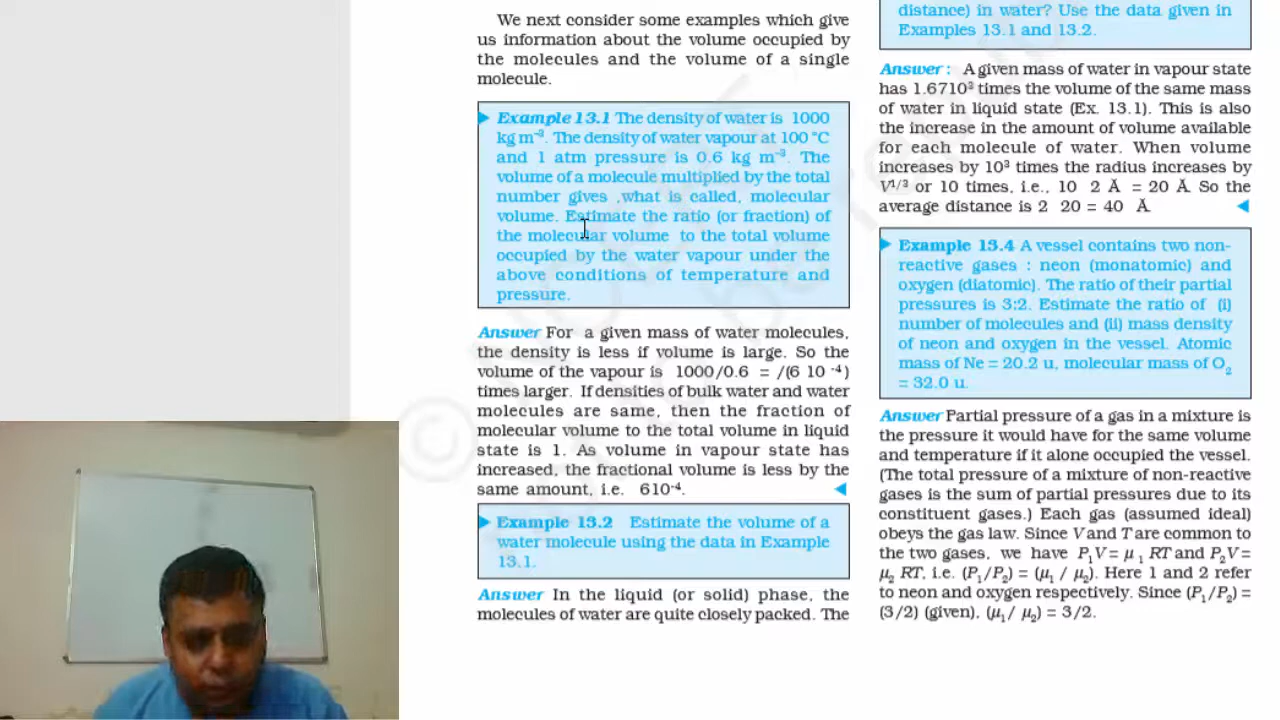 We next consider some examples which give
us information about the volume occupied by
the molecules and the volume of a single
molecule.
Example 13.1 The density of water is 1000
kg m⁻³. The density of water vapour at 100 °C
and 1 atm pressure is 0.6 kg m⁻³. The
volume of a molecule multiplied by the total
number gives ,what is called, molecular
volume. Estimate the ratio (or fraction) of
the molecular volume to the total volume
occupied by the water vapour under the
above conditions of temperature and
pressure.
Answer For a given mass of water molecules,
the density is less if volume is large. So the
volume of the vapour is 1000/0.6 = /(6 10 ⁻⁴)
times larger. If densities of bulk water and water
molecules are same, then the fraction of
molecular volume to the total volume in liquid
state is 1. As volume in vapour state has
increased, the fractional volume is less by the
same amount, i.e. 610⁻⁴.
Example 13.2 Estimate the volume of a
water molecule using the data in Example
13.1.
Answer In the liquid (or solid) phase, the
molecules of water are quite closely packed. The
distance) in water? Use the data given in
Examples 13.1 and 13.2.
Answer : A given mass of water in vapour state
has 1.6710³ times the volume of the same mass
of water in liquid state (Ex. 13.1). This is also
the increase in the amount of volume available
for each molecule of water. When volume
increases by 10³ times the radius increases by
V¹/³ or 10 times, i.e., 10 2 Å = 20 Å. So the
average distance is 2 20 = 40 Å.
Example 13.4 A vessel contains two non-
reactive gases : neon (monatomic) and
oxygen (diatomic). The ratio of their partial
pressures is 3:2. Estimate the ratio of (i)
number of molecules and (ii) mass density
of neon and oxygen in the vessel. Atomic
mass of Ne = 20.2 u, molecular mass of O₂
= 32.0 u.
Answer Partial pressure of a gas in a mixture is
the pressure it would have for the same volume
and temperature if it alone occupied the vessel.
(The total pressure of a mixture of non-reactive
gases is the sum of partial pressures due to its
constituent gases.) Each gas (assumed ideal)
obeys the gas law. Since V and T are common to
the two gases, we have P₁V = μ ₁ RT and P₂V =
μ₂ RT, i.e. (P₁/P₂) = (μ₁ / μ₂). Here 1 and 2 refer
to neon and oxygen respectively. Since (P₁/P₂) =
(3/2) (given), (μ₁/ μ₂) = 3/2.